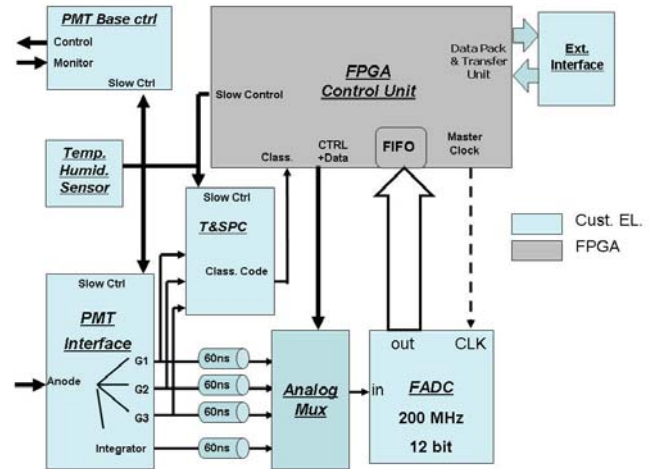 PMT Base ctrl
Control
Monitor
Slow Ctrl
FPGA
Control Unit
Slow Control
Data Pack
& Transfer
Unit
Ext.
Interface
Class.
CTRL
+Data
FIFO
Master
Clock
Temp.
Humid.
Sensor
Slow Ctrl
T&SPC
Class. Code
Cust. EL.
FPGA
Slow Ctrl
PMT
Interface
Anode
G1
G2
G3
Integrator
60ns
60ns
60ns
60ns
Analog
Mux
out
CLK
in
FADC
200 MHz
12 bit